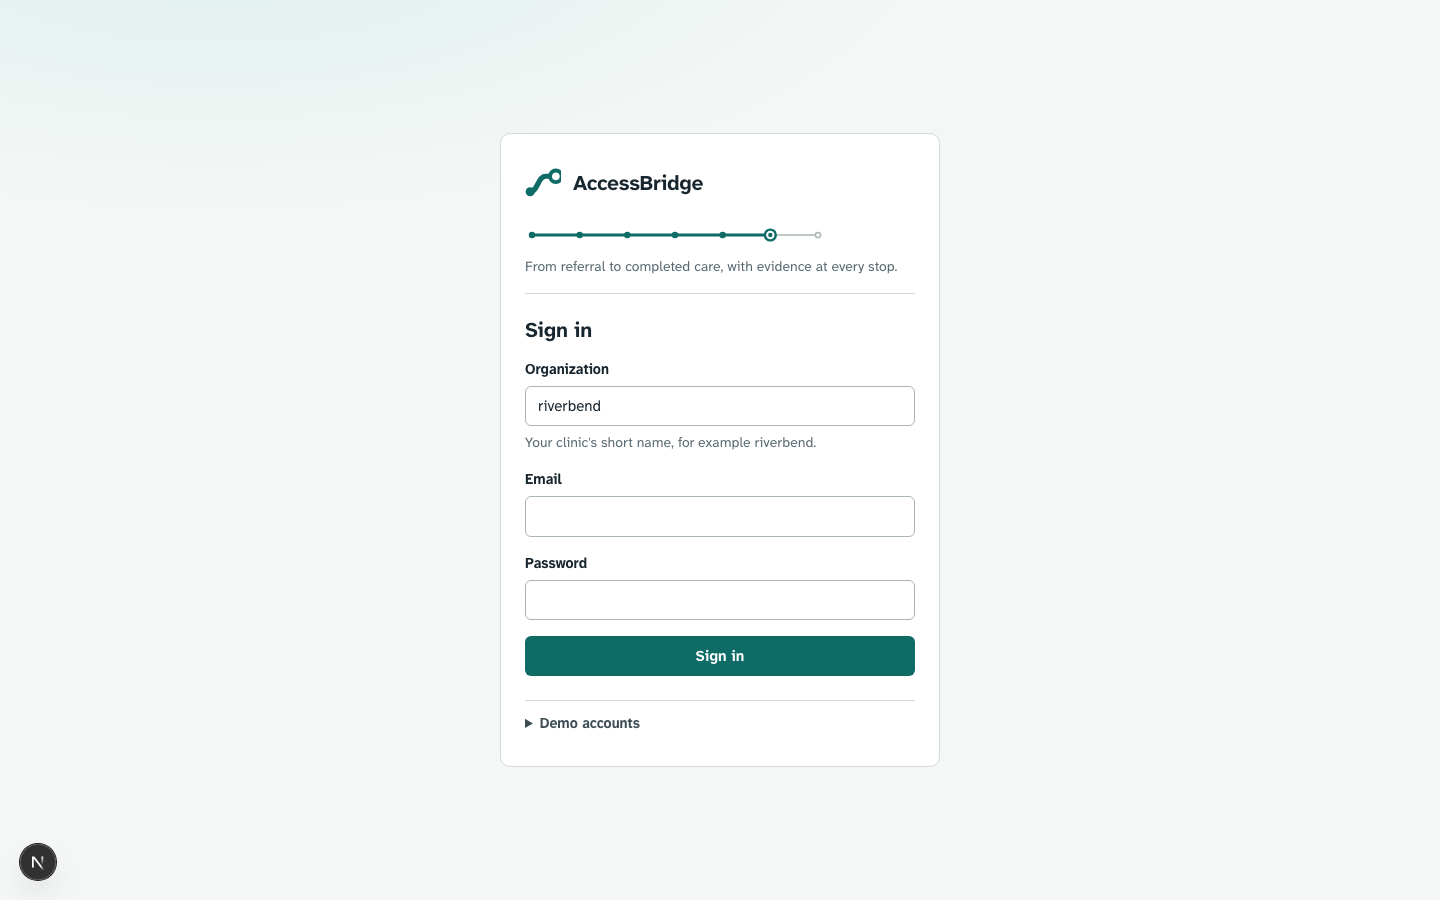 AccessBridge
From referral to completed care, with evidence at every stop.
Sign in
Organization
riverbend
Your clinic's short name, for example riverbend.
Email
Password
Sign in
Demo accounts
N